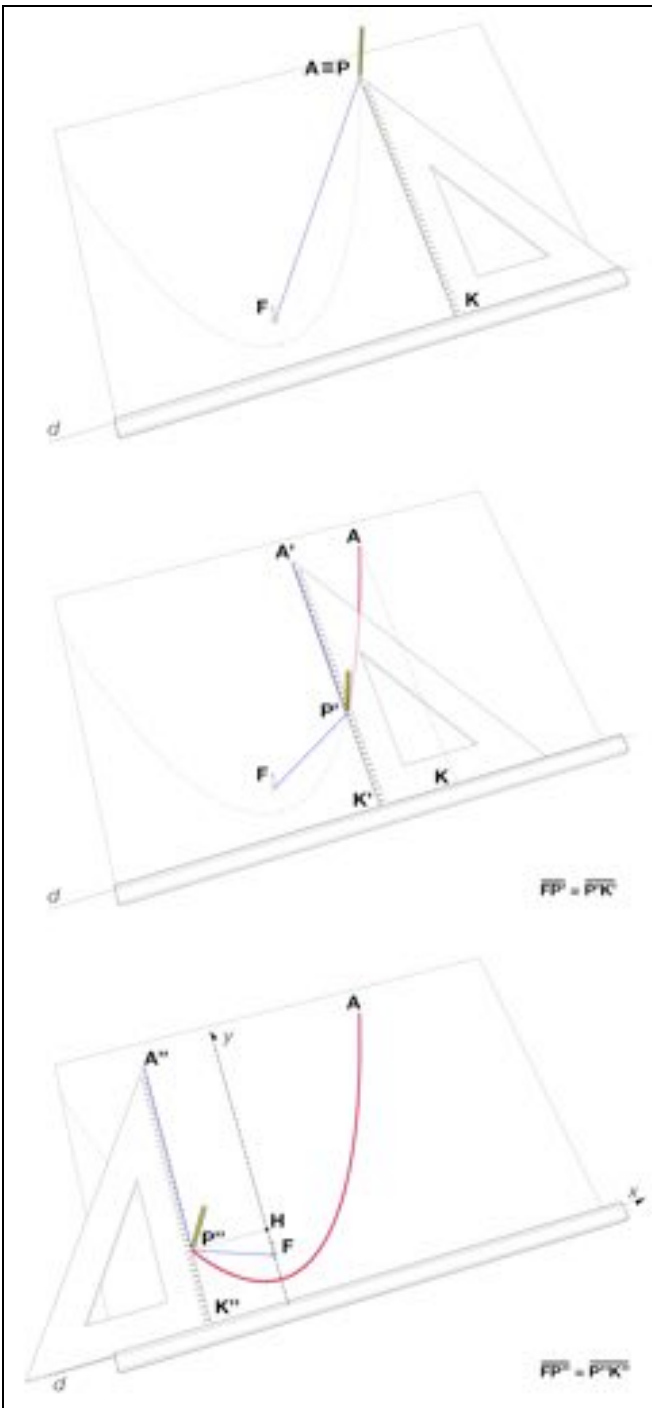 A≡P
F
K
d
A
A'
P'
F
K
K'
d
FP' = P'K'
A
y
A"
x
H
P"
F
K"
d
FP" = P"K"